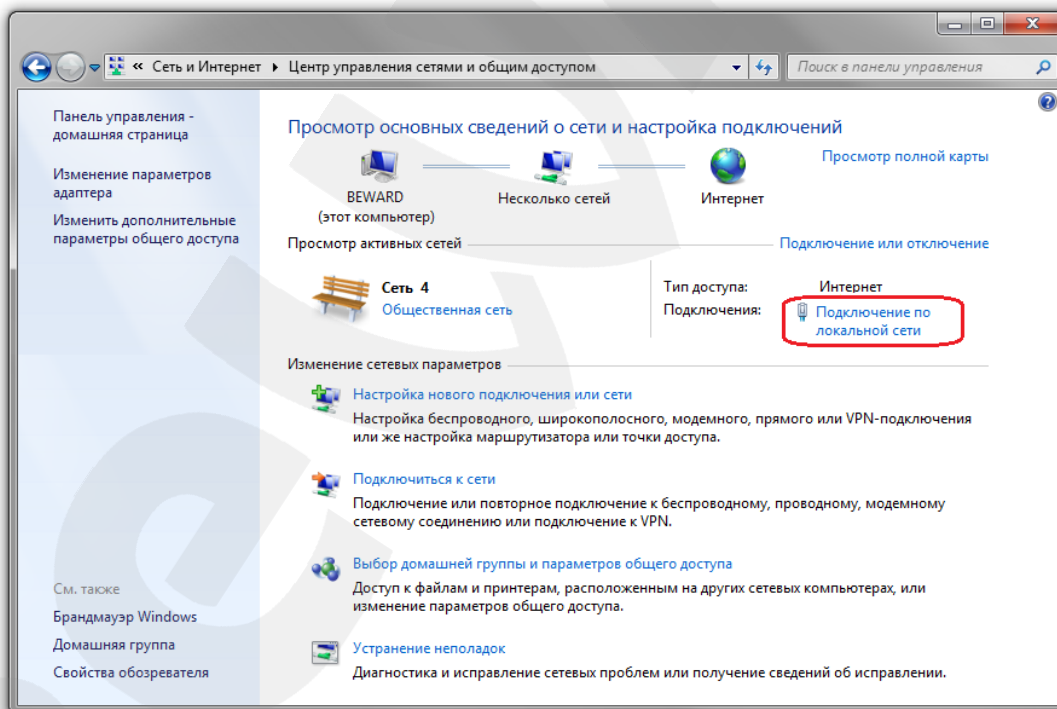 « Сеть и Интернет ▸ Центр управления сетями и общим доступом
Поиск в панели управления
Панель управления -
домашняя страница
Изменение параметров
адаптера
Изменить дополнительные
параметры общего доступа
См. также
Брандмауэр Windows
Домашняя группа
Свойства обозревателя
Просмотр основных сведений о сети и настройка подключений
Просмотр полной карты
BEWARD
(этот компьютер)
Несколько сетей
Интернет
Просмотр активных сетей
Подключение или отключение
Сеть 4
Общественная сеть
Тип доступа: Интернет
Подключения: Подключение по
локальной сети
Изменение сетевых параметров
Настройка нового подключения или сети
Настройка беспроводного, широкополосного, модемного, прямого или VPN-подключения
или же настройка маршрутизатора или точки доступа.
Подключиться к сети
Подключение или повторное подключение к беспроводному, проводному, модемному
сетевому соединению или подключение к VPN.
Выбор домашней группы и параметров общего доступа
Доступ к файлам и принтерам, расположенным на других сетевых компьютерах, или
изменение параметров общего доступа.
Устранение неполадок
Диагностика и исправление сетевых проблем или получение сведений об исправлении.